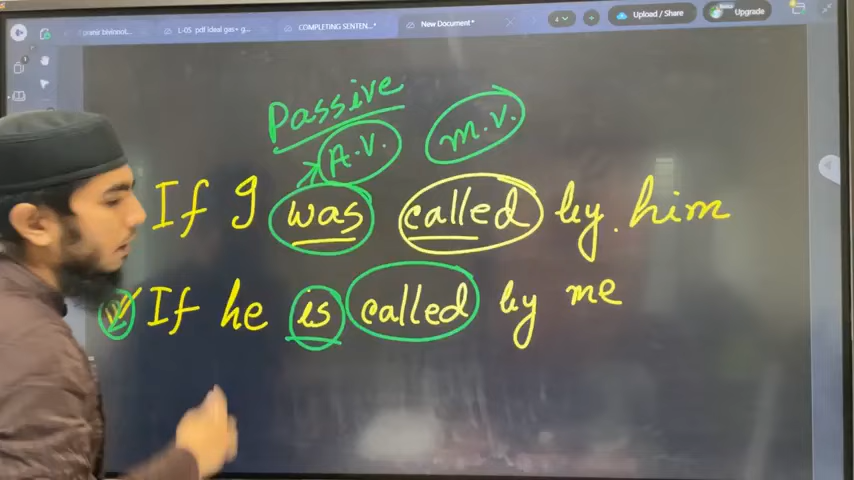 L-05 pdf ideal gas+ g...
COMPLETING SENTEN...*
New Document*
4
Upload / Share
Upgrade
Passive
A.V. M.V.
If I was called by him
If he is called by me